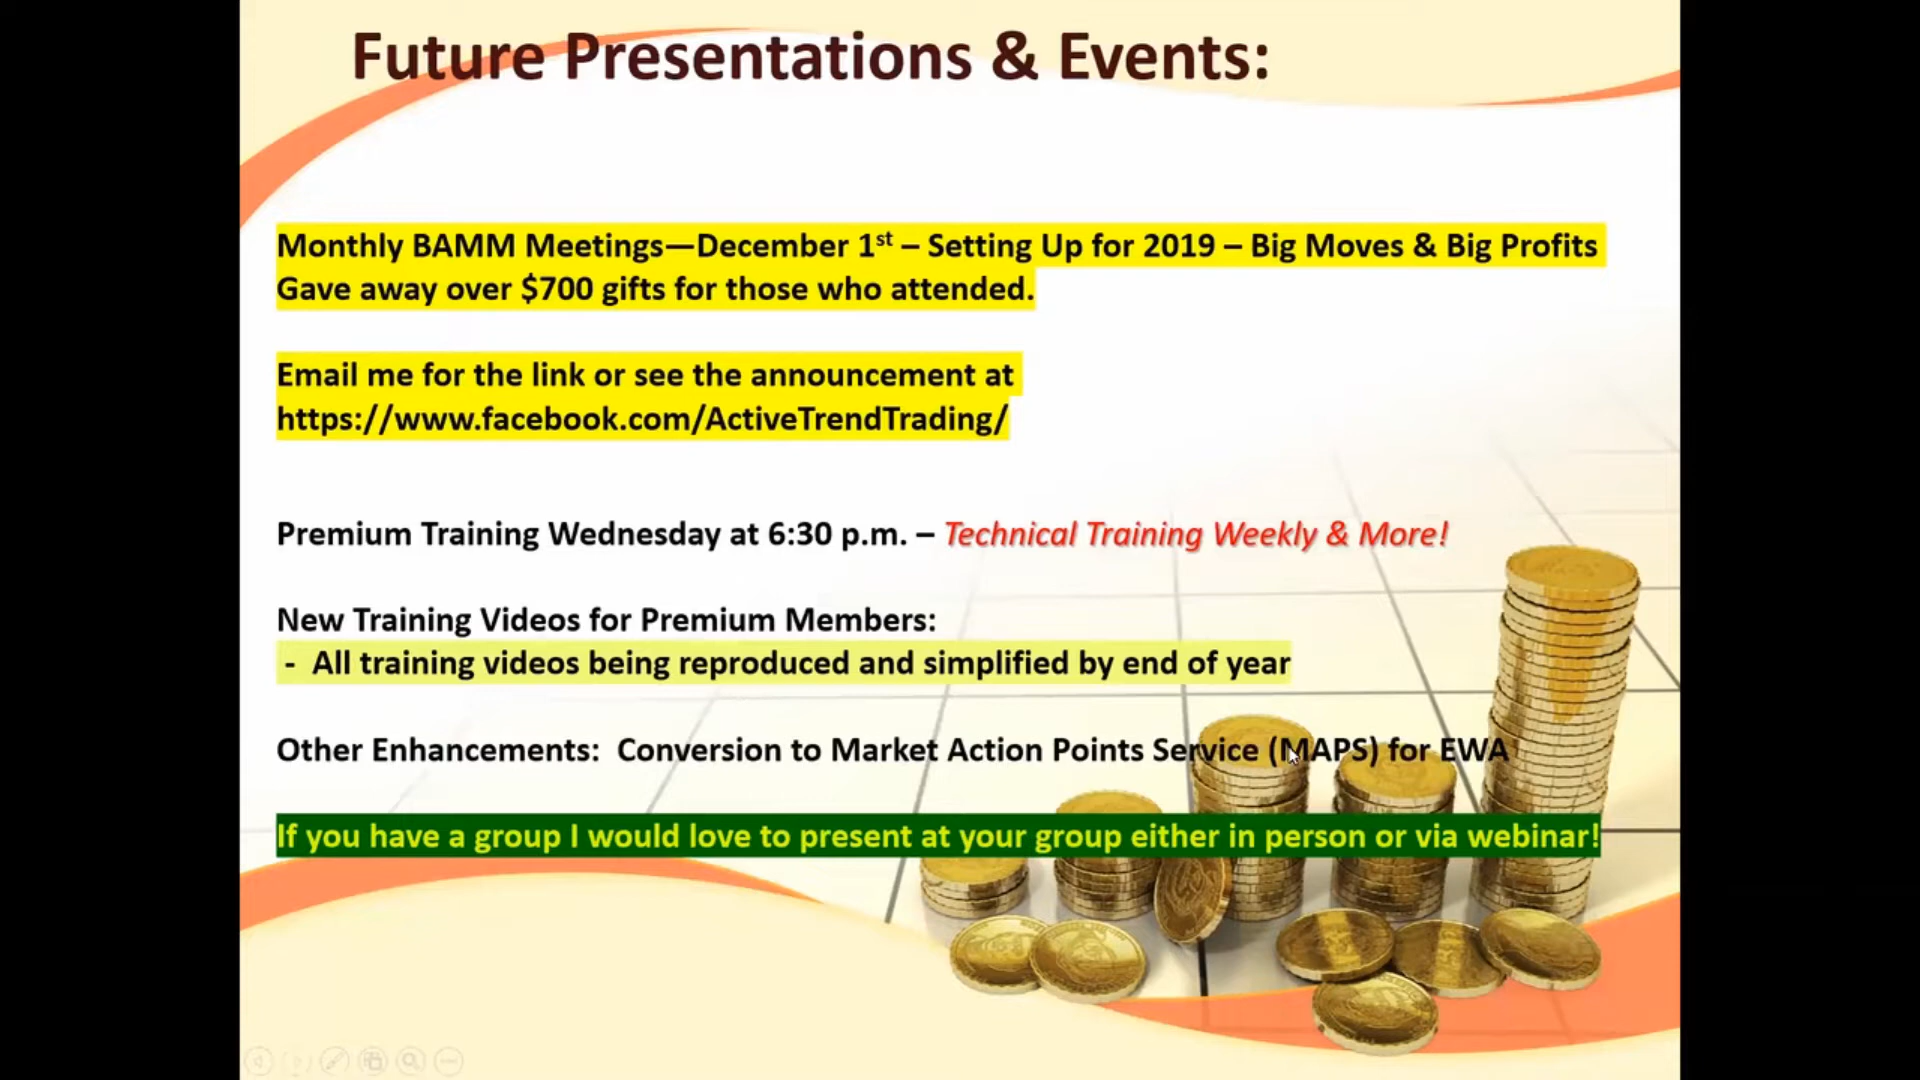 Future Presentations & Events:
Monthly BAMM Meetings—December 1st – Setting Up for 2019 – Big Moves & Big Profits
Gave away over $700 gifts for those who attended.
Email me for the link or see the announcement at
https://www.facebook.com/ActiveTrendTrading/
Premium Training Wednesday at 6:30 p.m. – Technical Training Weekly & More!
New Training Videos for Premium Members:
- All training videos being reproduced and simplified by end of year
Other Enhancements: Conversion to Market Action Points Service (MAPS) for EWA
If you have a group I would love to present at your group either in person or via webinar!